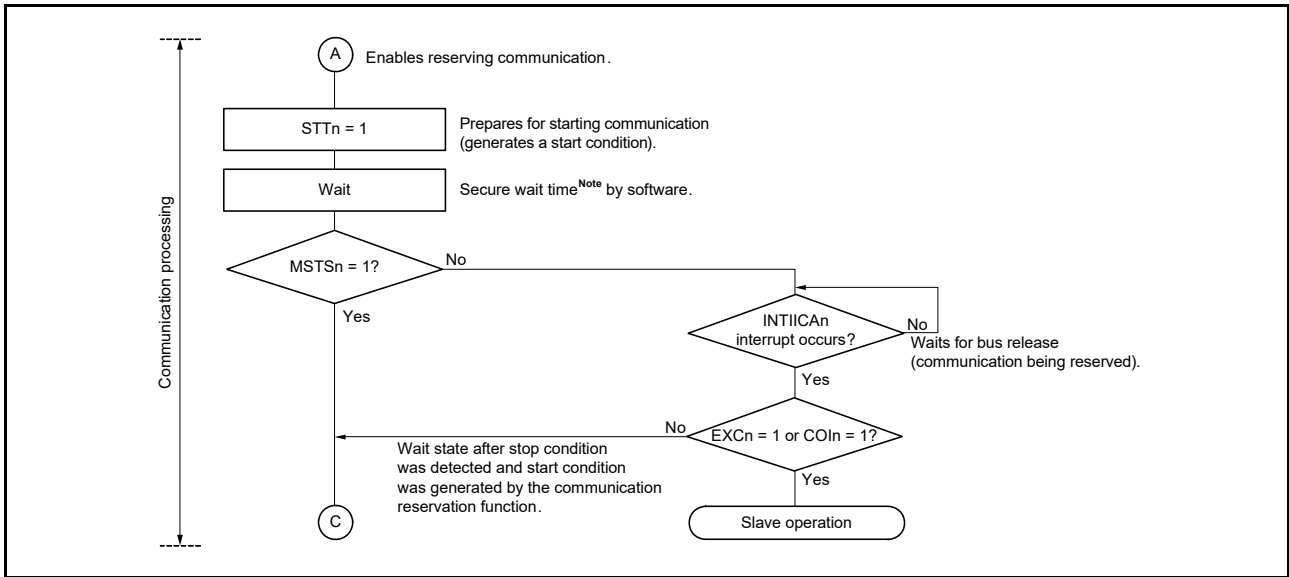 A
Enables reserving communication.
STTn = 1
Prepares for starting communication
(generates a start condition).
Wait
Secure wait timeNote by software.
Communication processing
MSTSn = 1?
No
Yes
INTIICAn
interrupt occurs?
No
Waits for bus release
(communication being reserved).
Yes
EXCn = 1 or COIn = 1?
No
Wait state after stop condition
was detected and start condition
was generated by the communication
reservation function.
Yes
C
Slave operation